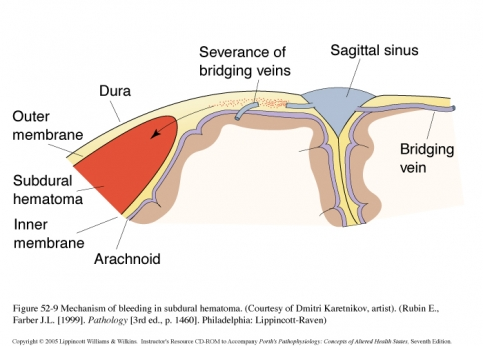 Severance of
bridging veins
Sagittal sinus
Dura
Outer
membrane
Bridging
vein
Subdural
hematoma
Inner
membrane
Arachnoid
Figure 52-9 Mechanism of bleeding in subdural hematoma. (Courtesy of Dmitri Karetnikov, artist). (Rubin E.,
Farber J.L. [1999]. Pathology [3rd ed., p. 1460]. Philadelphia: Lippincott-Raven)
Copyright © 2005 Lippincott Williams & Wilkins. Instructor's Resource CD-ROM to Accompany Porth's Pathophysiology: Concepts of Altered Health States, Seventh Edition.